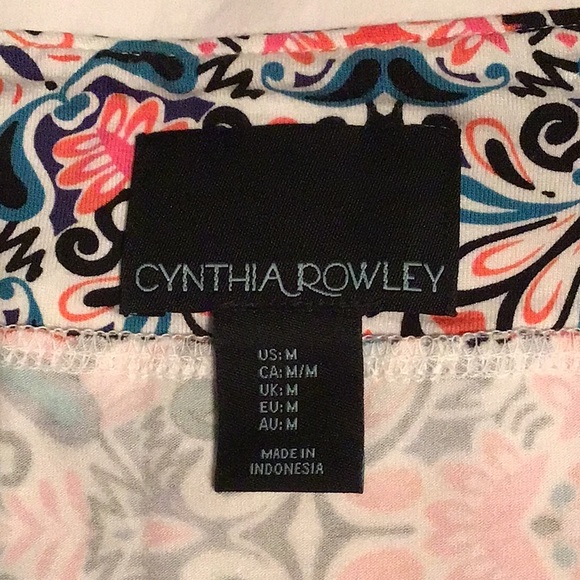 CYNTHIA ROWLEY
US: M
CA: M/M
UK: M
EU: M
AU: M
MADE IN
INDONESIA